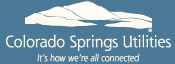 Colorado Springs Utilities
It's how we're all connected